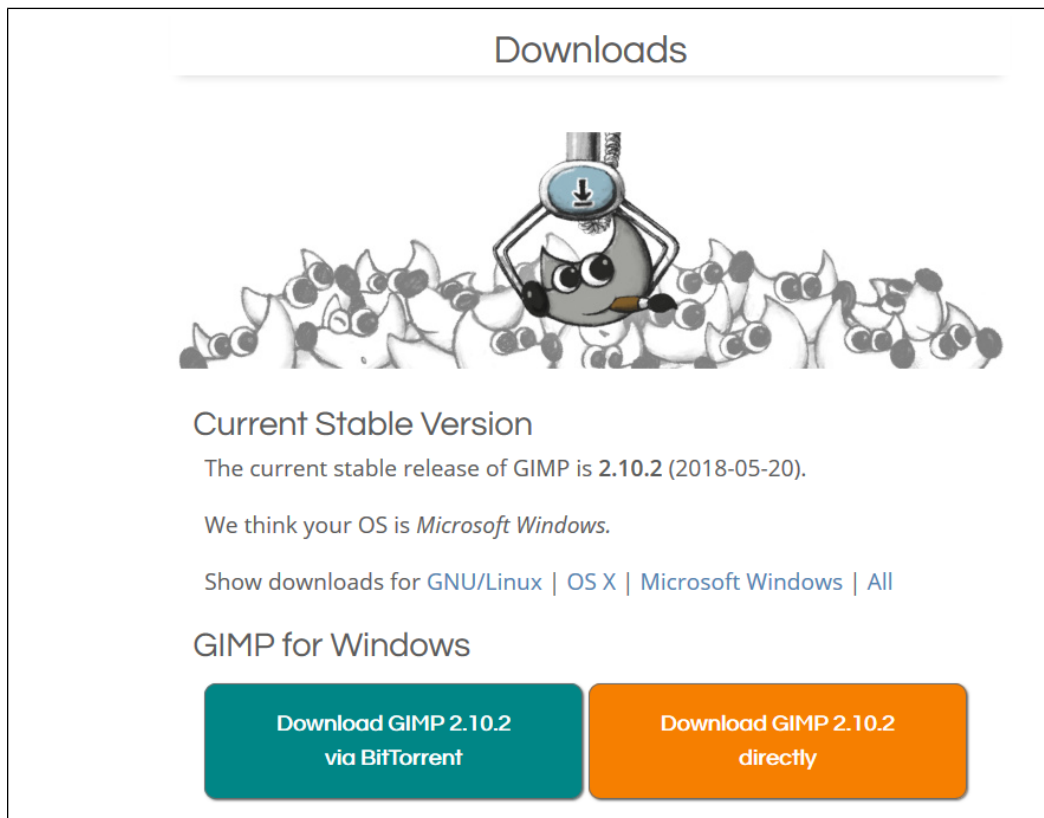 Downloads
Current Stable Version
The current stable release of GIMP is 2.10.2 (2018-05-20).
We think your OS is Microsoft Windows.
Show downloads for GNU/Linux | OS X | Microsoft Windows | All
GIMP for Windows
Download GIMP 2.10.2
via BitTorrent
Download GIMP 2.10.2
directly